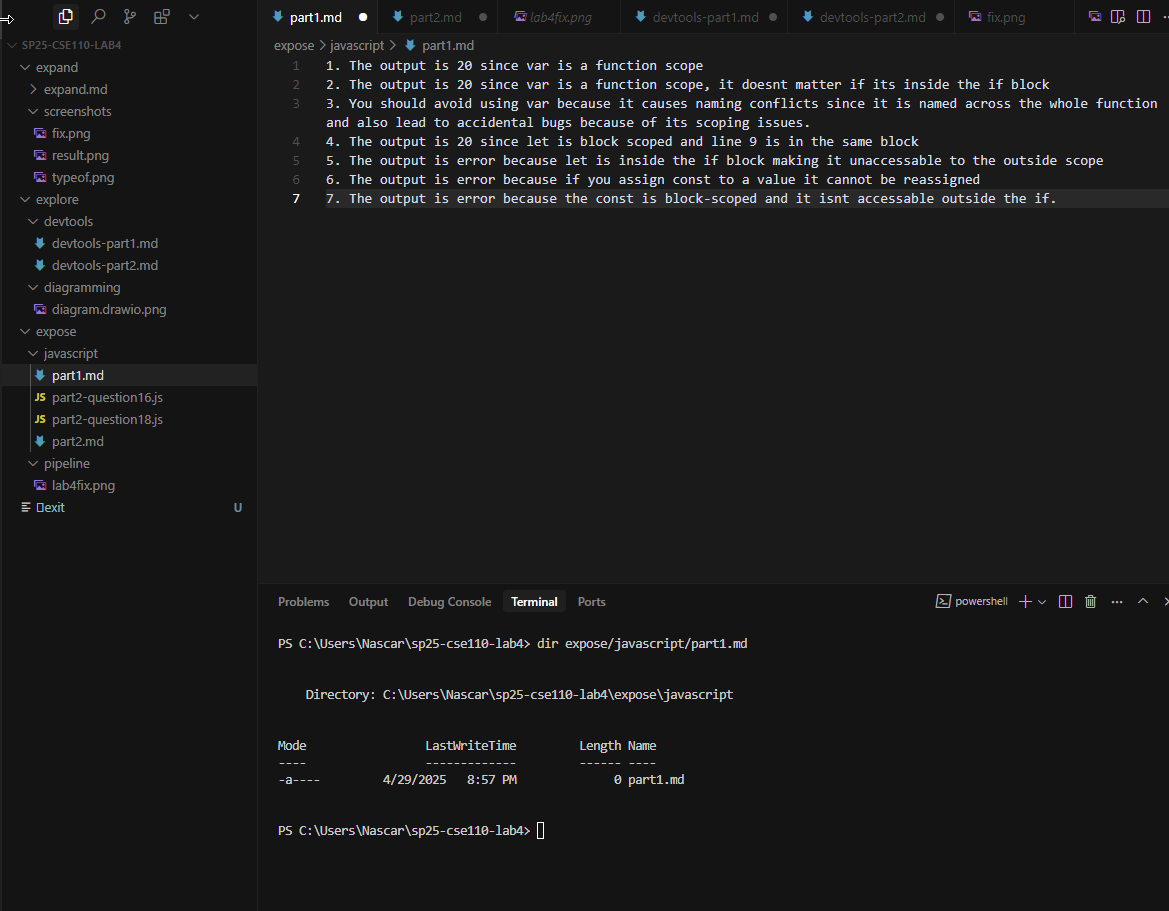 part1.md
part2.md
lab4fix.png
devtools-part1.md
devtools-part2.md
fix.png
SP25-CSE110-LAB4
expand
expand.md
screenshots
fix.png
result.png
typeof.png
explore
devtools
devtools-part1.md
devtools-part2.md
diagramming
diagram.drawio.png
expose
javascript
part1.md
JS part2-question16.js
JS part2-question18.js
part2.md
pipeline
lab4fix.png
exit U
expose > javascript > part1.md
1 1. The output is 20 since var is a function scope
2 2. The output is 20 since var is a function scope, it doesnt matter if its inside the if block
3 3. You should avoid using var because it causes naming conflicts since it is named across the whole function
and also lead to accidental bugs because of its scoping issues.
4 4. The output is 20 since let is block scoped and line 9 is in the same block
5 5. The output is error because let is inside the if block making it unaccessable to the outside scope
6 6. The output is error because if you assign const to a value it cannot be reassigned
7 7. The output is error because the const is block-scoped and it isnt accessable outside the if.
Problems Output Debug Console Terminal Ports
powershell
PS C:\Users\Nascar\sp25-cse110-lab4> dir expose/javascript/part1.md
Directory: C:\Users\Nascar\sp25-cse110-lab4\expose\javascript
Mode LastWriteTime Length Name
---- ------------- ------ ----
-a---- 4/29/2025 8:57 PM 0 part1.md
PS C:\Users\Nascar\sp25-cse110-lab4>